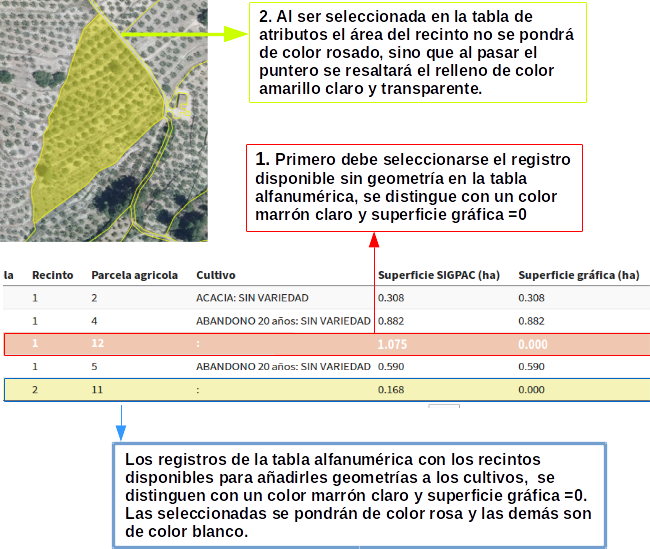 2. Al ser seleccionada en la tabla de
atributos el área del recinto no se pondrá
de color rosado, sino que al pasar el
puntero se resaltará el relleno de color
amarillo claro y transparente.
1. Primero debe seleccionarse el registro
disponible sin geometría en la tabla
alfanumérica, se distingue con un color
marrón claro y superficie gráfica =0
la Recinto Parcela agricola Cultivo Superficie SIGPAC (ha) Superficie gráfica (ha)
1 2 ACACIA: SIN VARIEDAD 0.308 0.308
1 4 ABANDONO 20 años: SIN VARIEDAD 0.882 0.882
1 12 : 1.075 0.000
1 5 ABANDONO 20 años: SIN VARIEDAD 0.590 0.590
2 11 : 0.168 0.000
Los registros de la tabla alfanumérica con los recintos
disponibles para añadirles geometrías a los cultivos, se
distinguen con un color marrón claro y superficie gráfica =0.
Las seleccionadas se pondrán de color rosa y las demás son
de color blanco.